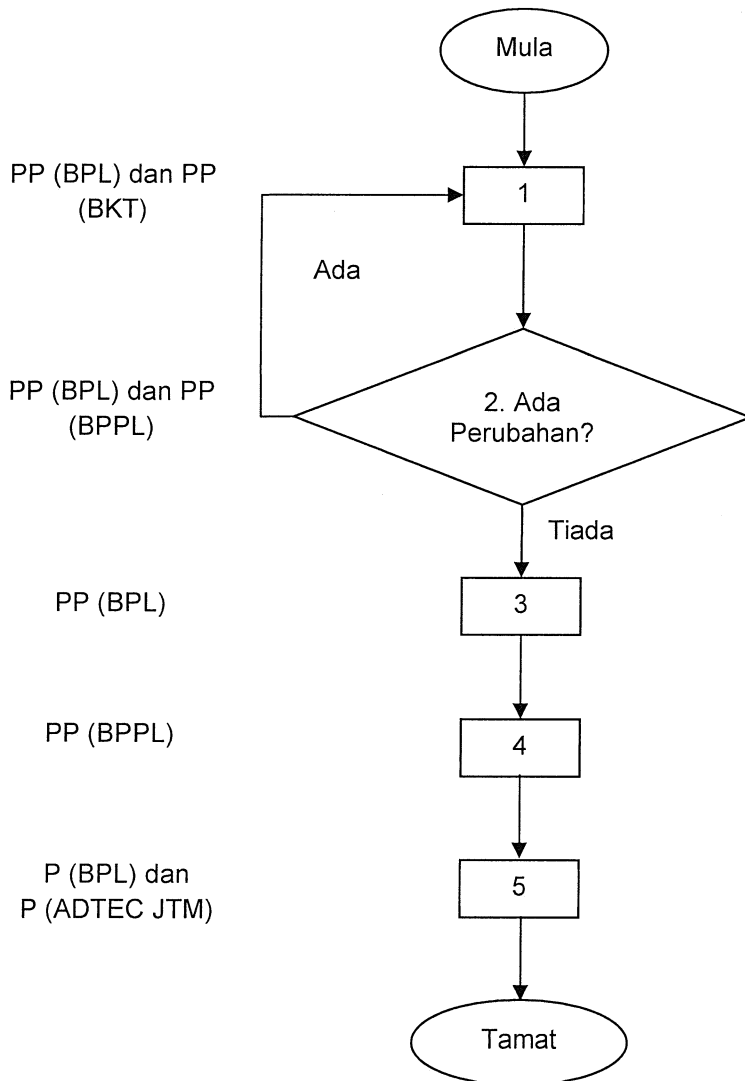 Mula
PP (BPL) dan PP
(BKT)
1
Ada
PP (BPL) dan PP
(BPPL)
2. Ada
Perubahan?
Tiada
PP (BPL)
3
PP (BPPL)
4
P (BPL) dan
P (ADTEC JTM)
5
Tamat